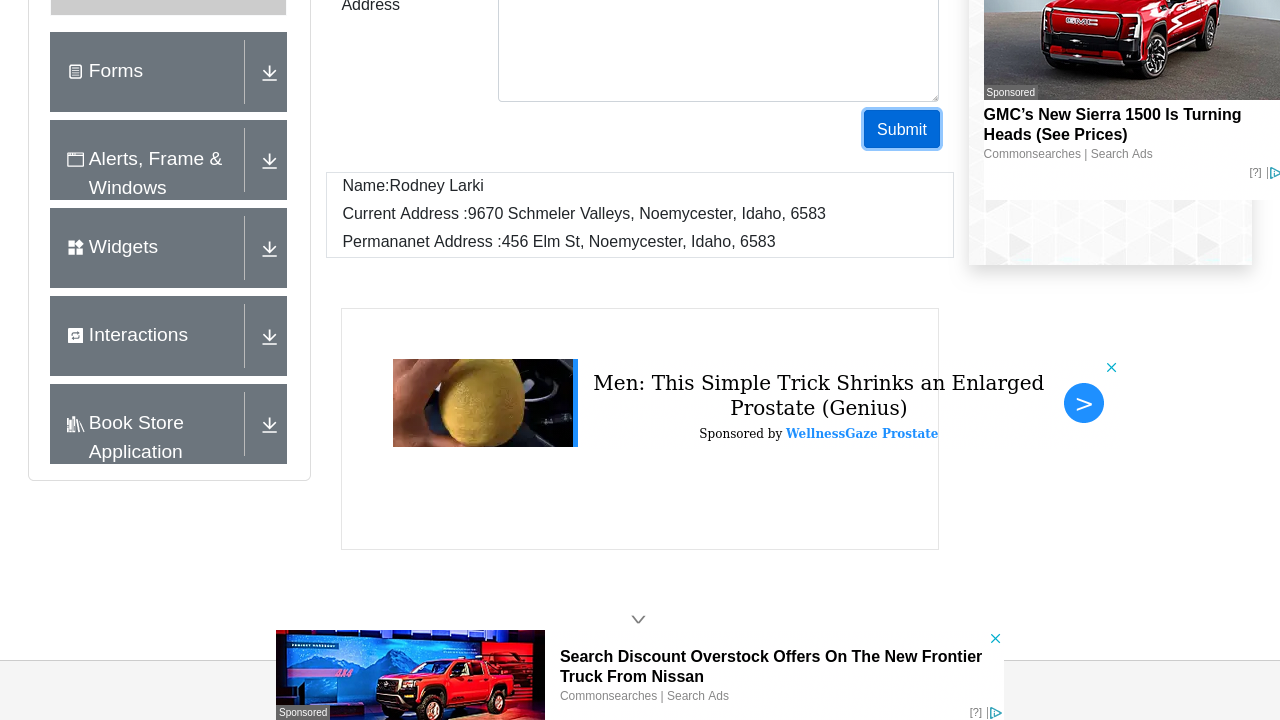 Address
Forms
Alerts, Frame &
Windows
Widgets
Interactions
Book Store
Application
Submit
Name:Rodney Larki
Current Address :9670 Schmeler Valleys, Noemycester, Idaho, 6583
Permananet Address :456 Elm St, Noemycester, Idaho, 6583
GMC
Sponsored
GMC’s New Sierra 1500 Is Turning
Heads (See Prices)
Commonsearches | Search Ads
[?]
Men: This Simple Trick Shrinks an Enlarged
Prostate (Genius)
Sponsored by WellnessGaze Prostate
>
4X4
Sponsored
Search Discount Overstock Offers On The New Frontier
Truck From Nissan
Commonsearches | Search Ads
[?]